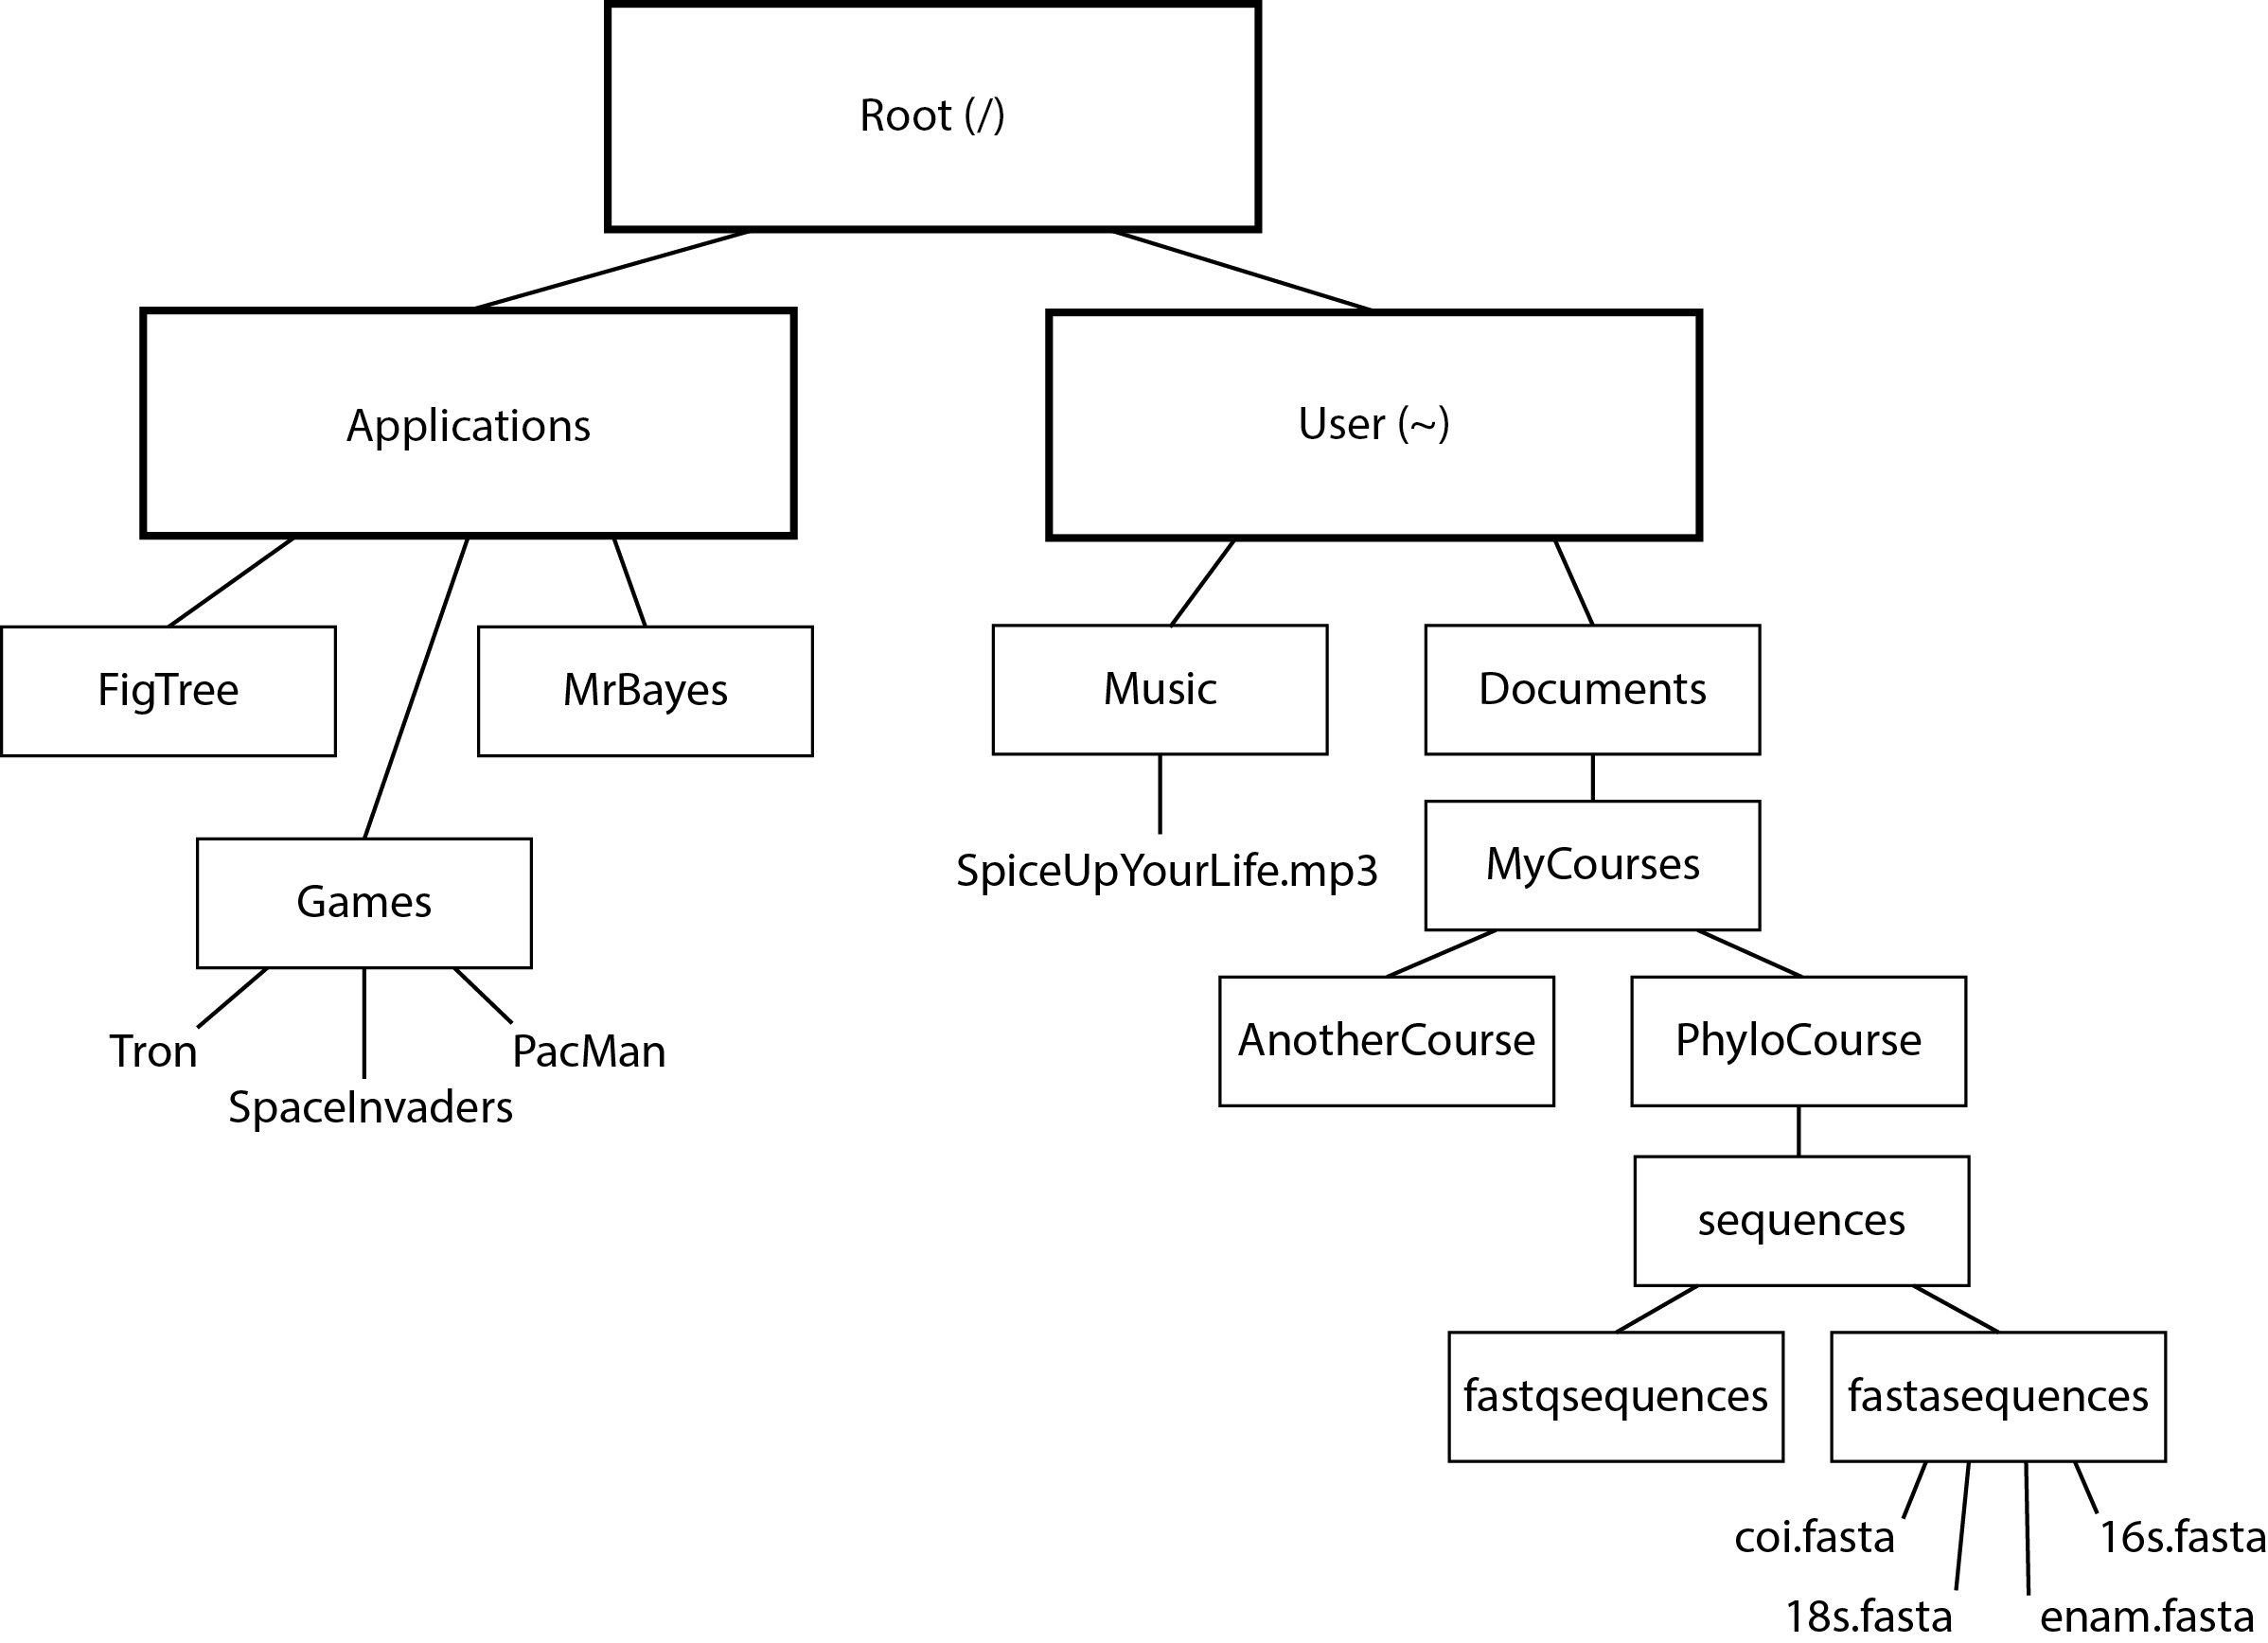 Root (/)
Applications
User (~)
FigTree
MrBayes
Music
Documents
SpiceUpYourLife.mp3
MyCourses
Games
AnotherCourse
PhyloCourse
Tron
PacMan
SpaceInvaders
sequences
fastqsequences
fastasequences
coi.fasta
16s.fasta
18s.fasta
enam.fasta